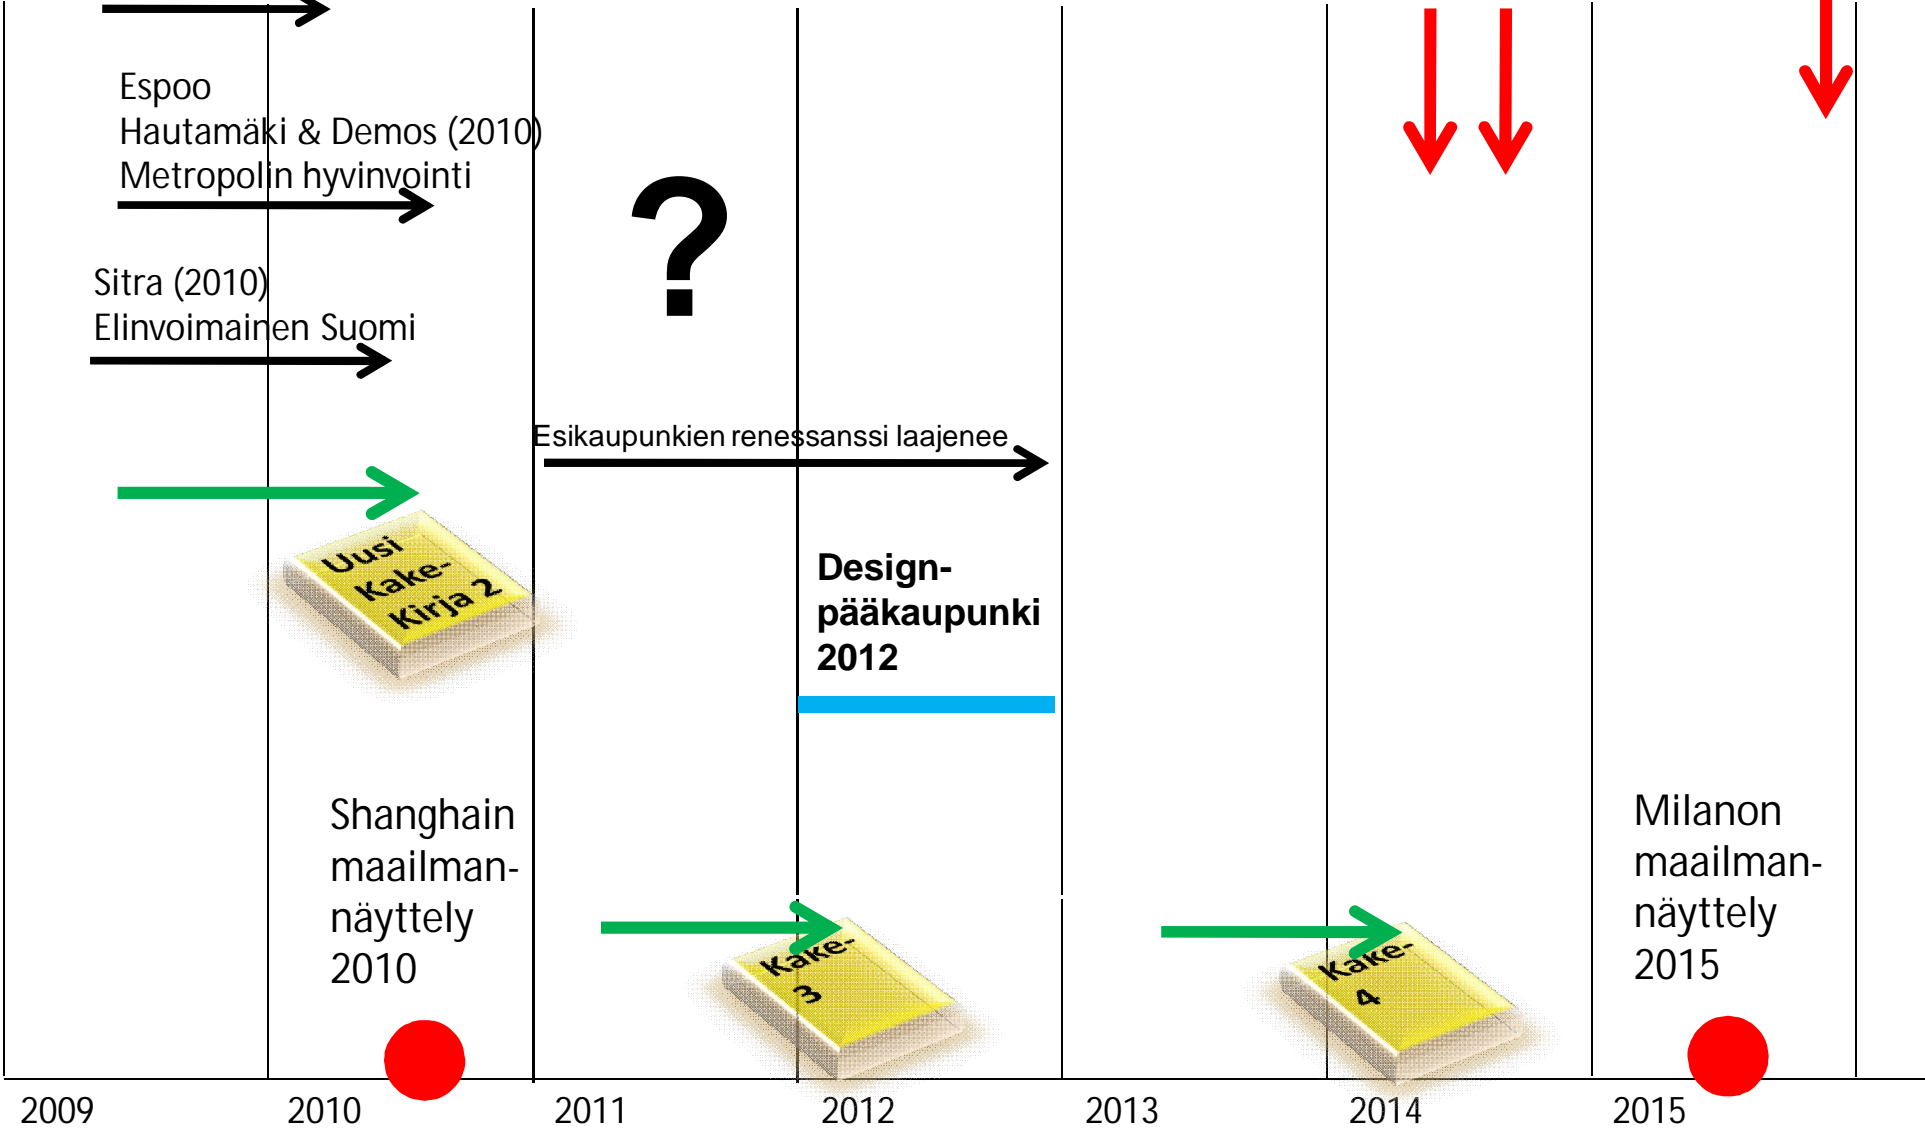 Espoo
Hautamäki & Demos (2010)
Metropolin hyvinvointi
?
Sitra (2010)
Elinvoimainen Suomi
Esikaupunkien renessanssi laajenee
Uusi
Kake-
Kirja 2
Design-
pääkaupunki
2012
Shanghain
maailman-
näyttely
2010
Kake-
3
Kake-
4
Milanon
maailman-
näyttely
2015
2009 2010 2011 2012 2013 2014 2015